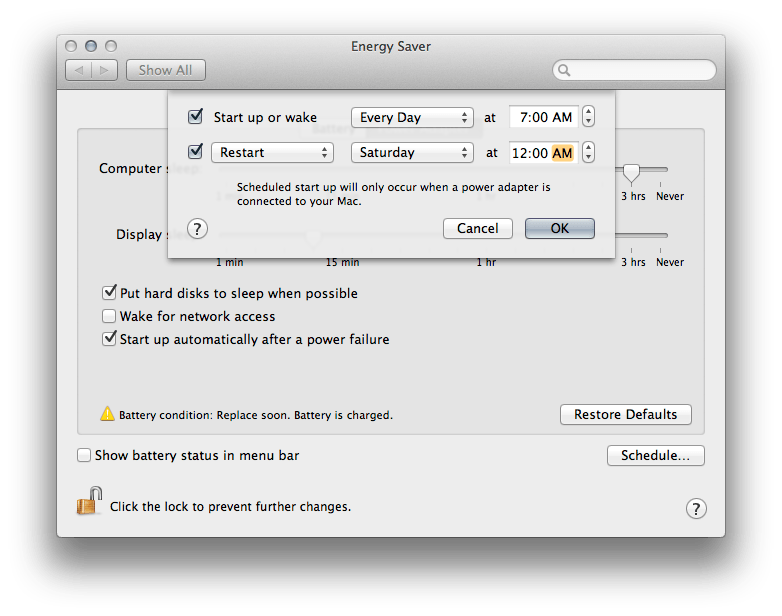 Energy Saver
Show All
Start up or wake Every Day at 7:00 AM
Restart Saturday at 12:00 AM
Scheduled start up will only occur when a power adapter is
connected to your Mac.
? Cancel OK
Computer
3 hrs Never
Display
1 min 15 min 1 hr 3 hrs Never
Put hard disks to sleep when possible
Wake for network access
Start up automatically after a power failure
Battery condition: Replace soon. Battery is charged.
Restore Defaults
Show battery status in menu bar
Schedule...
Click the lock to prevent further changes.
?